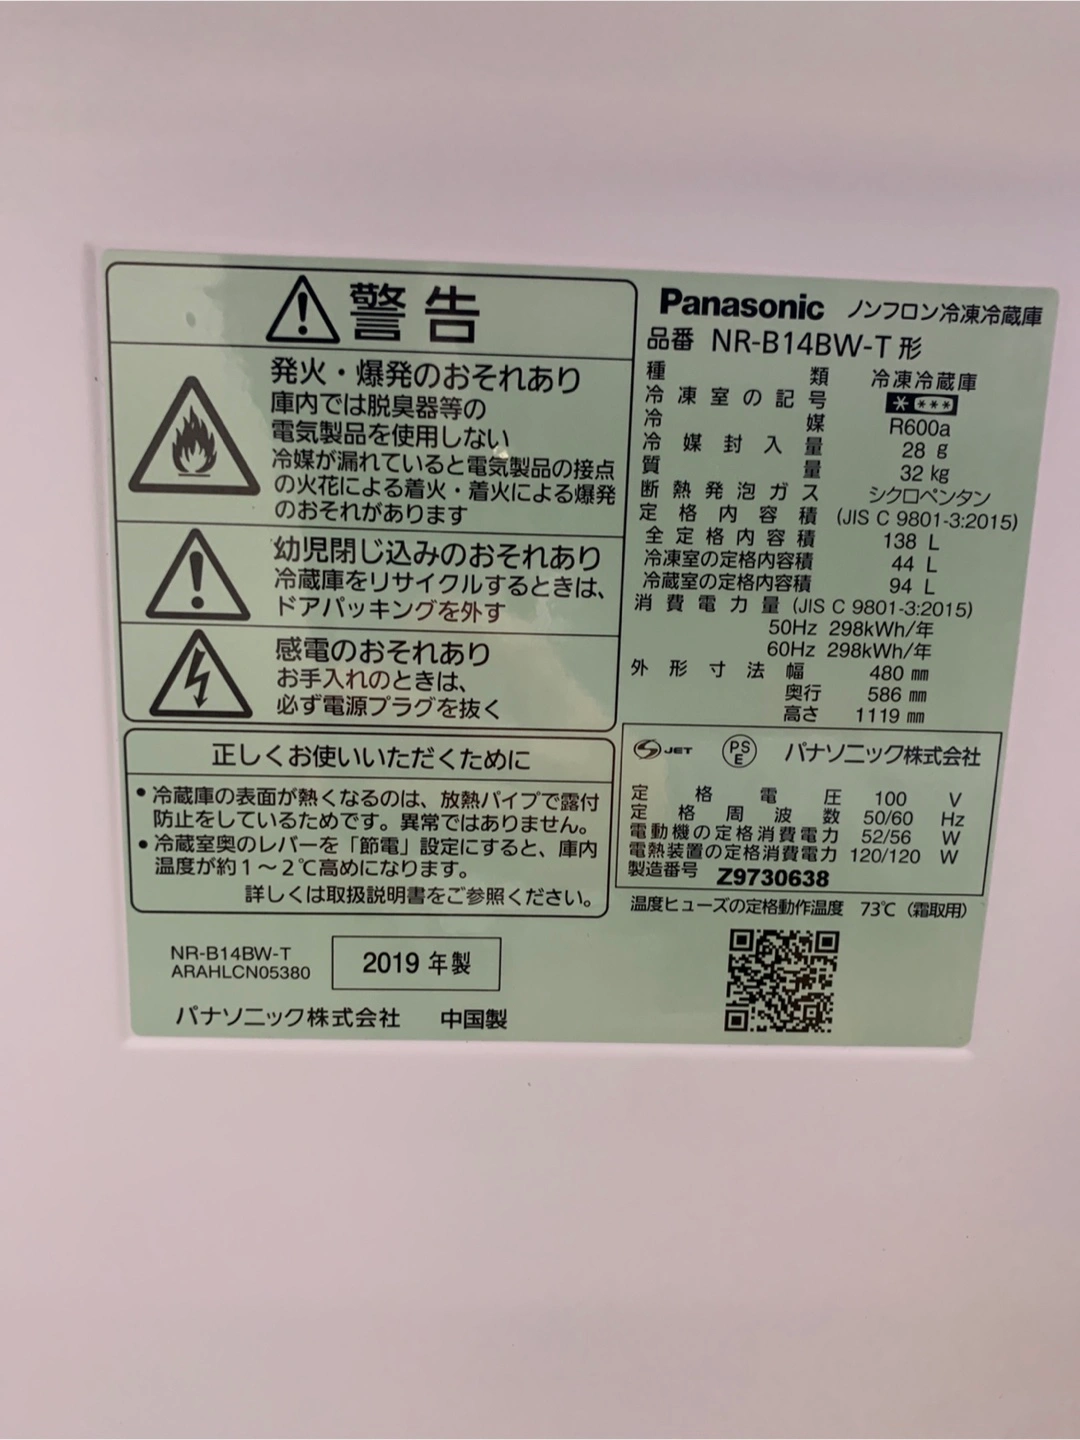 警告
発火・爆発のおそれあり
庫内では脱臭器等の
電気製品を使用しない
冷媒が漏れていると電気製品の接点
の火花による着火・着火による爆発
のおそれがあります
幼児閉じ込みのおそれあり
冷蔵庫をリサイクルするときは、
ドアパッキングを外す
感電のおそれあり
お手入れのときは、
必ず電源プラグを抜く
正しくお使いいただくために
• 冷蔵庫の表面が熱くなるのは、放熱パイプで露付
防止をしているためです。異常ではありません。
• 冷蔵室奥のレバーを「節電」設定にすると、庫内
温度が約1～2℃高めになります。
詳しくは取扱説明書をご参照ください。
NR-B14BW-T
ARAHLCN05380
2019 年製
パナソニック株式会社 中国製
Panasonic ノンフロン冷凍冷蔵庫
品番 NR-B14BW-T 形
種類 冷凍冷蔵庫
冷凍室の記号 * ***
冷媒 R600a
冷媒封入量 28 g
質量 32 kg
断熱発泡ガス シクロペンタン
定格内容積 (JIS C 9801-3:2015)
全定格内容積 138 L
冷凍室の定格内容積 44 L
冷蔵室の定格内容積 94 L
消費電力量 (JIS C 9801-3:2015)
50Hz 298kWh/年
60Hz 298kWh/年
外形寸法 幅 480 mm
奥行 586 mm
高さ 1119 mm
S JET PS E パナソニック株式会社
定格電圧 100 V
定格周波数 50/60 Hz
電動機の定格消費電力 52/56 W
電熱装置の定格消費電力 120/120 W
製造番号 Z9730638
温度ヒューズの定格動作温度 73℃ (霜取用)